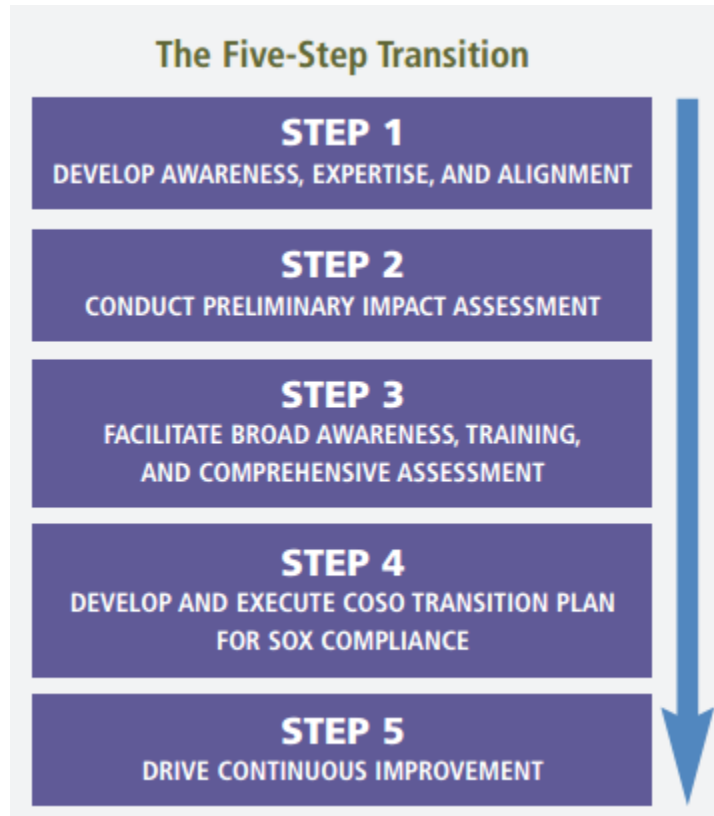 The Five-Step Transition
STEP 1
DEVELOP AWARENESS, EXPERTISE, AND ALIGNMENT
STEP 2
CONDUCT PRELIMINARY IMPACT ASSESSMENT
STEP 3
FACILITATE BROAD AWARENESS, TRAINING,
AND COMPREHENSIVE ASSESSMENT
STEP 4
DEVELOP AND EXECUTE COSO TRANSITION PLAN
FOR SOX COMPLIANCE
STEP 5
DRIVE CONTINUOUS IMPROVEMENT